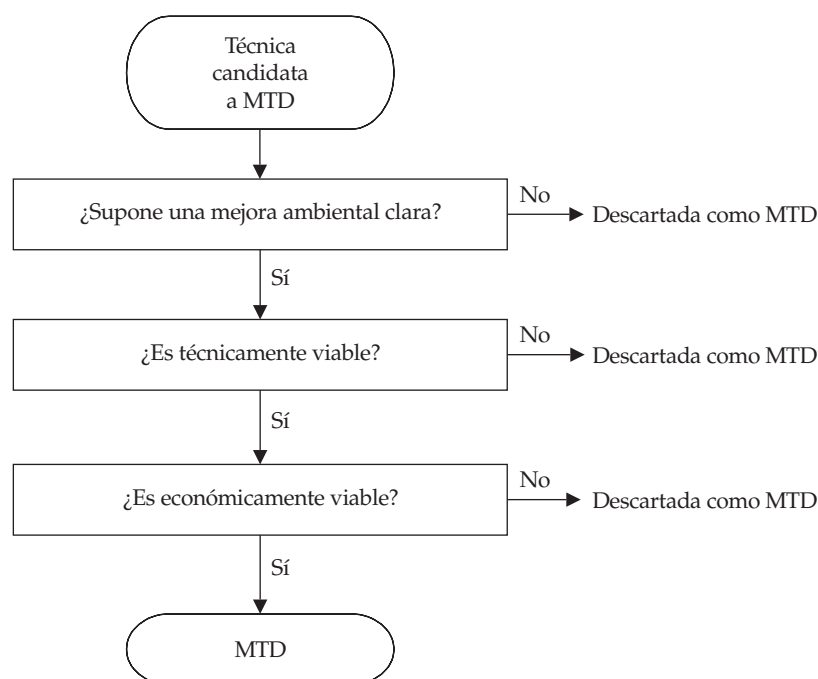 Técnica
candidata
a MTD
¿Supone una mejora ambiental clara?
No
Descartada como MTD
Sí
¿Es técnicamente viable?
No
Descartada como MTD
Sí
¿Es económicamente viable?
No
Descartada como MTD
Sí
MTD